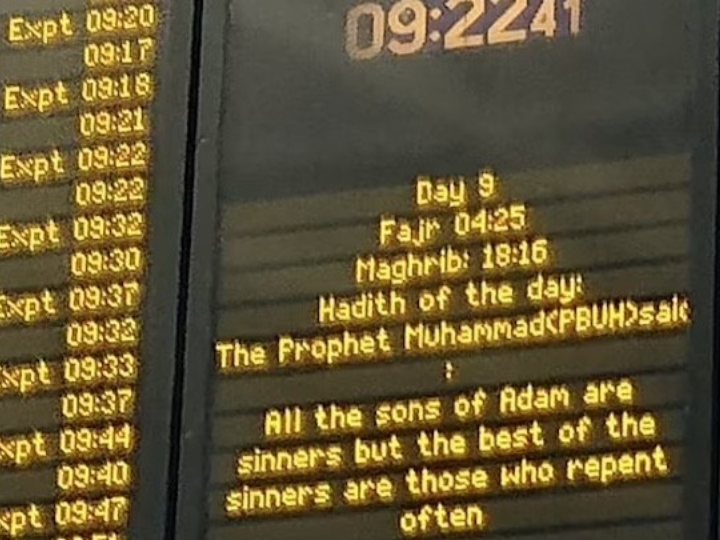 Expt 09:20
09:17
Expt 09:18
09:21
Expt 09:22
09:22
Expt 09:32
09:30
Expt 09:37
09:32
Expt 09:33
09:37
Expt 09:44
09:40
Expt 09:47
09:22 41
Day 9
Fajr 04:25
Maghrib: 18:16
Hadith of the day:
The Prophet Muhammad(PBUH)said
:
All the sons of Adam are
sinners but the best of the
sinners are those who repent
often